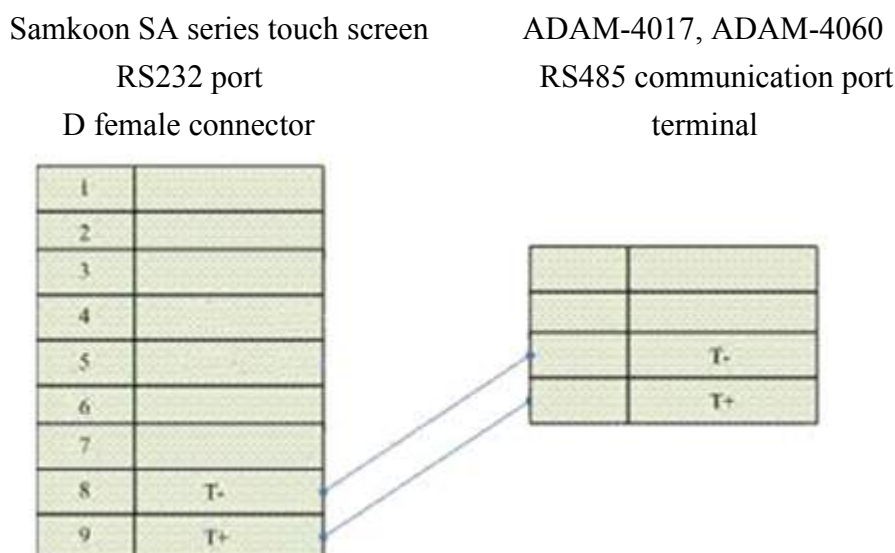 Samkoon SA series touch screen
RS232 port
D female connector
ADAM-4017, ADAM-4060
RS485 communication port
terminal
1
2
3
4
5
6
7
8 T-
9 T+
T-
T+